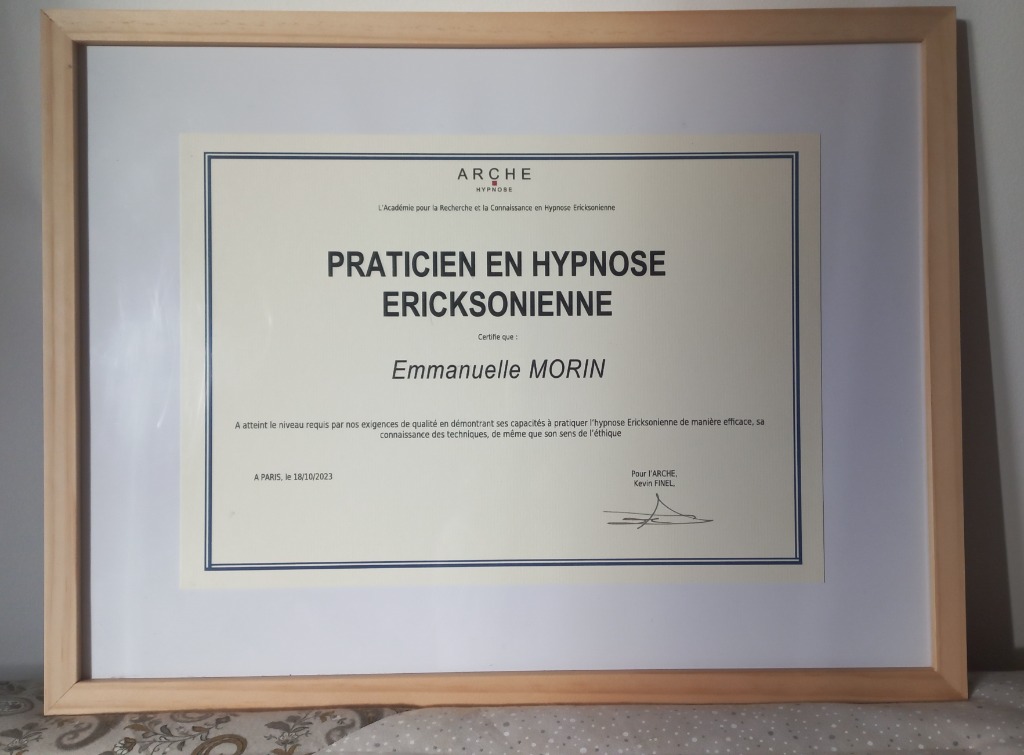 ARCHE
HYPNOSE
L'Académie pour la Recherche et la Connaissance en Hypnose Ericksonienne
PRATICIEN EN HYPNOSE
ERICKSONIENNE
Certifie que :
Emmanuelle MORIN
A atteint le niveau requis par nos exigences de qualité en démontrant ses capacités à pratiquer l'hypnose Ericksonienne de manière efficace, sa
connaissance des techniques, de même que son sens de l'éthique
A PARIS, le 18/10/2023
Pour l'ARCHE,
Kevin FINEL,